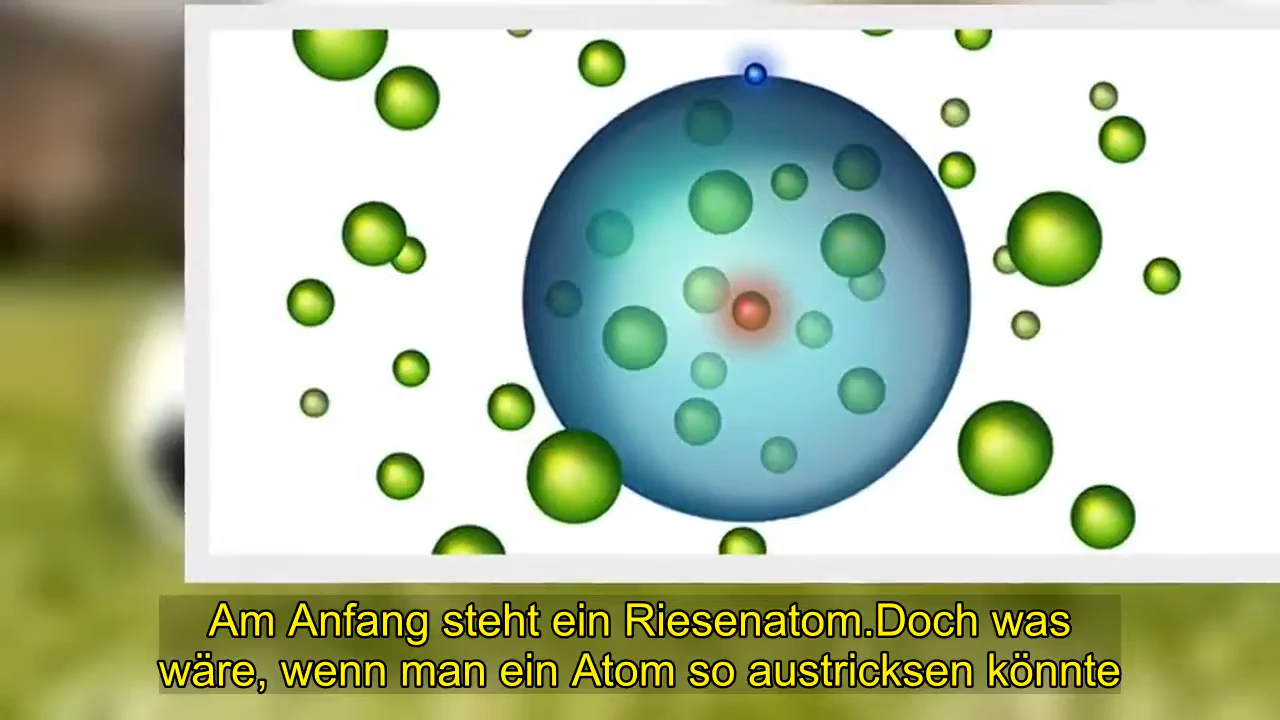 Am Anfang steht ein Riesenatom.Doch was
wäre, wenn man ein Atom so austricksen könnte